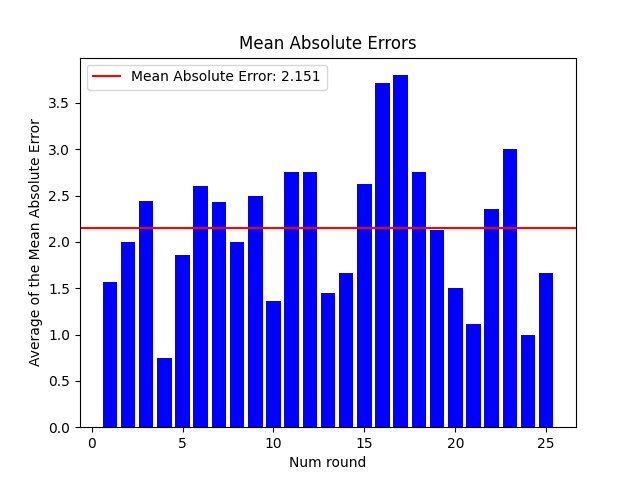 Mean Absolute Errors
Mean Absolute Error: 2.151
Average of the Mean Absolute Error
3.5
3.0
2.5
2.0
1.5
1.0
0.5
0.0
0 5 10 15 20 25
Num round